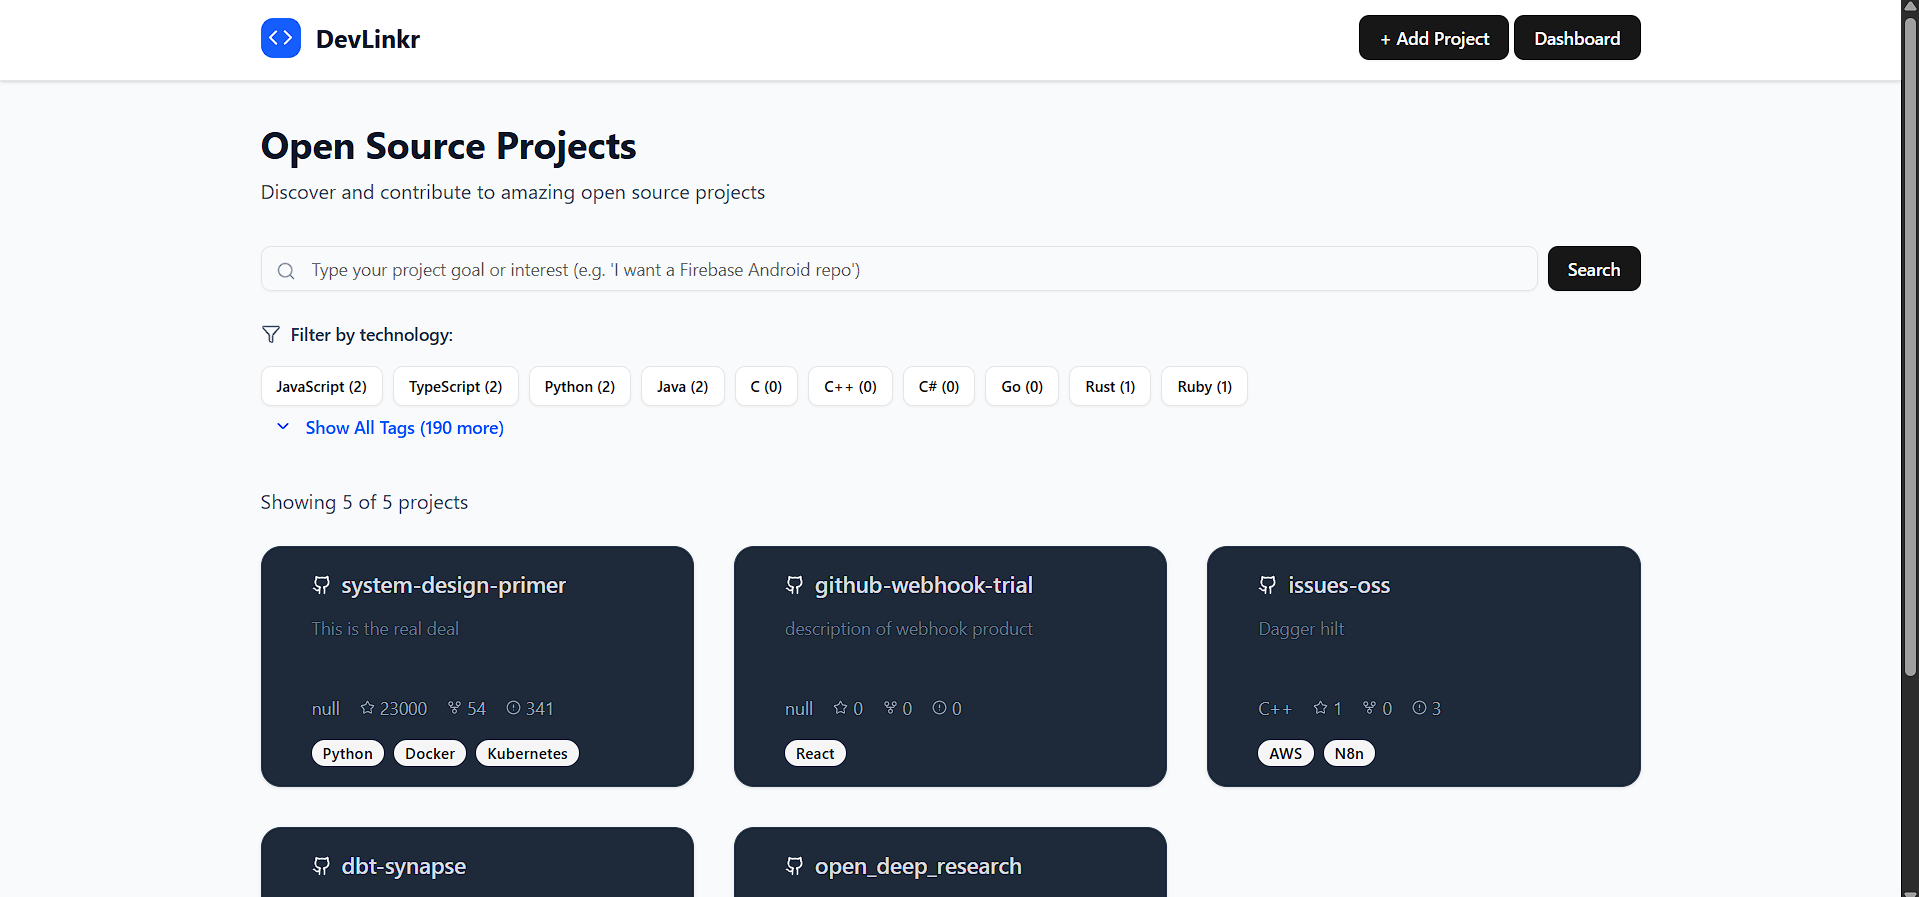 DevLinkr
+ Add Project
Dashboard
Open Source Projects
Discover and contribute to amazing open source projects
Type your project goal or interest (e.g. 'I want a Firebase Android repo')
Search
Filter by technology:
JavaScript (2) TypeScript (2) Python (2) Java (2) C (0) C++ (0) C# (0) Go (0) Rust (1) Ruby (1)
Show All Tags (190 more)
Showing 5 of 5 projects
system-design-primer
This is the real deal
null 23000 54 341
Python Docker Kubernetes
github-webhook-trial
description of webhook product
null 0 0 0
React
issues-oss
Dagger hilt
C++ 1 0 3
AWS N8n
dbt-synapse
open_deep_research